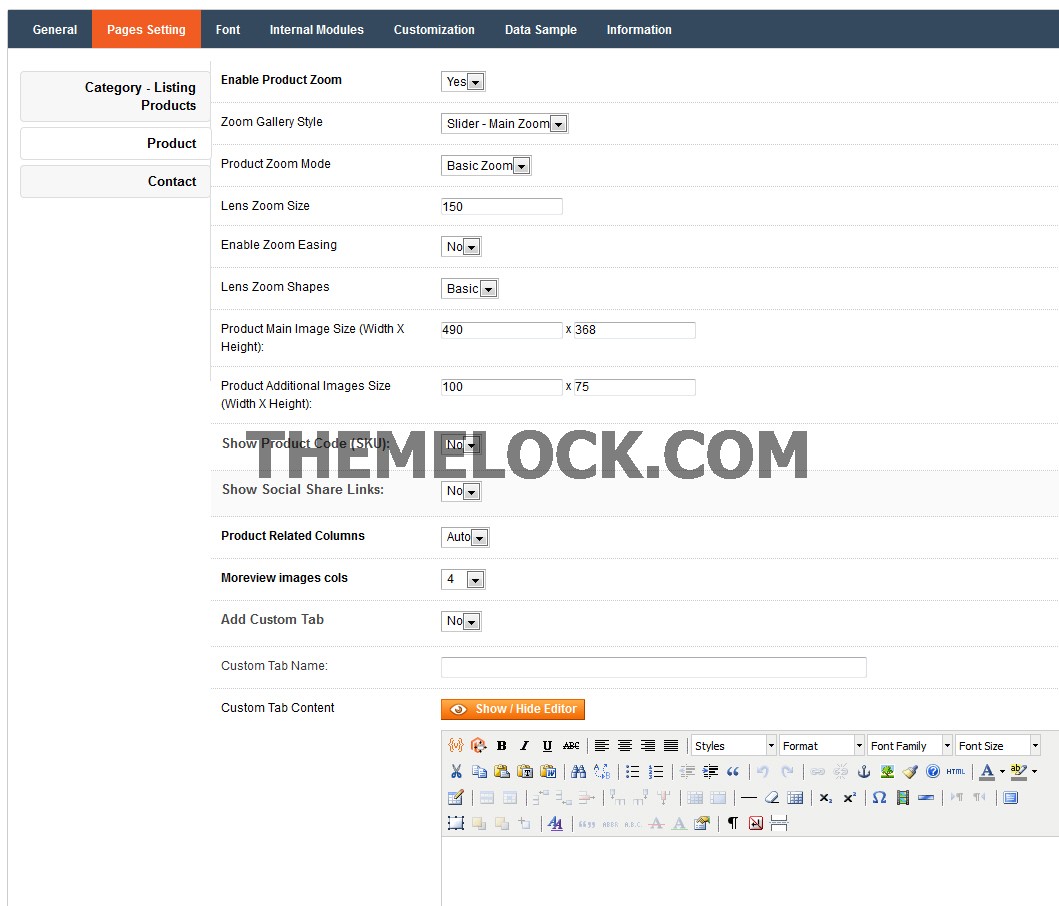 General Pages Setting Font Internal Modules Customization Data Sample Information
Category - Listing
Products
Product
Contact
Enable Product Zoom Yes
Zoom Gallery Style Slider - Main Zoom
Product Zoom Mode Basic Zoom
Lens Zoom Size 150
Enable Zoom Easing No
Lens Zoom Shapes Basic
Product Main Image Size (Width X
Height): 490 x 368
Product Additional Images Size
(Width X Height): 100 x 75
Show Product Code (SKU): No
THEMELOCK.COM
Show Social Share Links: No
Product Related Columns Auto
Moreview images cols 4
Add Custom Tab No
Custom Tab Name:
Custom Tab Content Show / Hide Editor
B I U ABC Styles Format Font Family Font Size
HTML A ab
A A
¶